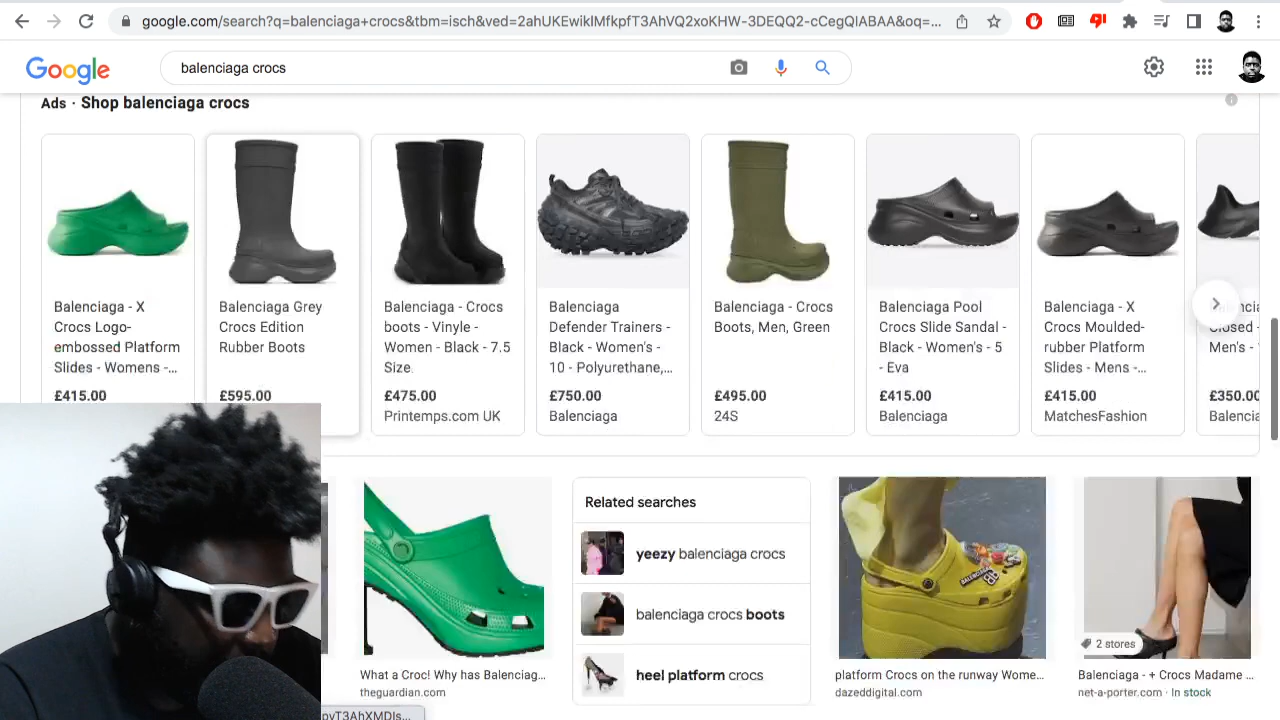 google.com/search?q=balenciaga+crocs&tbm=isch&ved=2ahUKEwikIMfkpfT3AhVQ2xoKHW-3DEQQ2-cCegQIABAA&oq=...
Google
balenciaga crocs
Ads · Shop balenciaga crocs
Balenciaga - X
Crocs Logo-
embossed Platform
Slides - Womens -...
£415.00
Balenciaga Grey
Crocs Edition
Rubber Boots
£595.00
Balenciaga - Crocs
boots - Vinyle -
Women - Black - 7.5
Size
£475.00
Printemps.com UK
Balenciaga
Defender Trainers -
Black - Women's -
10 - Polyurethane,...
£750.00
Balenciaga
Balenciaga - Crocs
Boots, Men, Green
£495.00
24S
Balenciaga Pool
Crocs Slide Sandal -
Black - Women's - 5
- Eva
£415.00
Balenciaga
Balenciaga - X
Crocs Moulded-
rubber Platform
Slides - Mens -...
£415.00
MatchesFashion
Closed -
Men's -
£350.00
Balencia
What a Croc! Why has Balenciag...
theguardian.com
Related searches
yeezy balenciaga crocs
balenciaga crocs boots
heel platform crocs
BALENCIAGA
platform Crocs on the runway Wome...
dazeddigital.com
2 stores
Balenciaga - + Crocs Madame ...
net-a-porter.com · In stock
pvT3AhXMDIs...